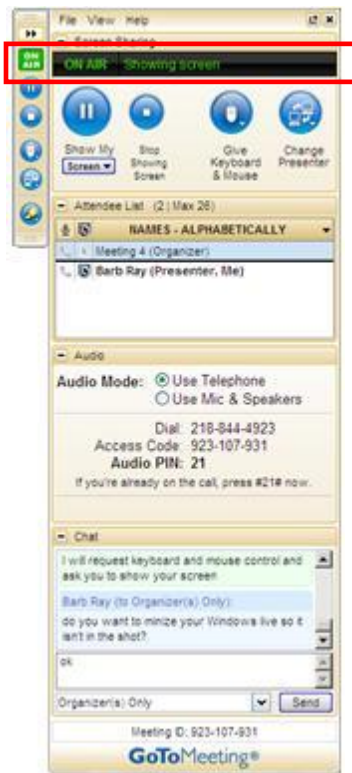 File View Help
Screen Sharing
ON AIR
ON AIR Showing screen
Show My
Screen
Stop
Showing
Screen
Give
Keyboard
& Mouse
Change
Presenter
Attendee List (2 | Max 26)
NAMES - ALPHABETICALLY
Meeting 4 (Organizer)
Barb Ray (Presenter, Me)
Audio
Audio Mode: Use Telephone
Use Mic & Speakers
Dial: 218-844-4923
Access Code: 923-107-931
Audio PIN: 21
If you're already on the call, press #21# now.
Chat
I will request keyboard and mouse control and
ask you to show your screen
Barb Ray (to Organizer(s) Only):
do you want to minize your Windows live so it
isn't in the shot?
ok
Organizer(s) Only
Send
Meeting ID: 923-107-931
GoToMeeting®